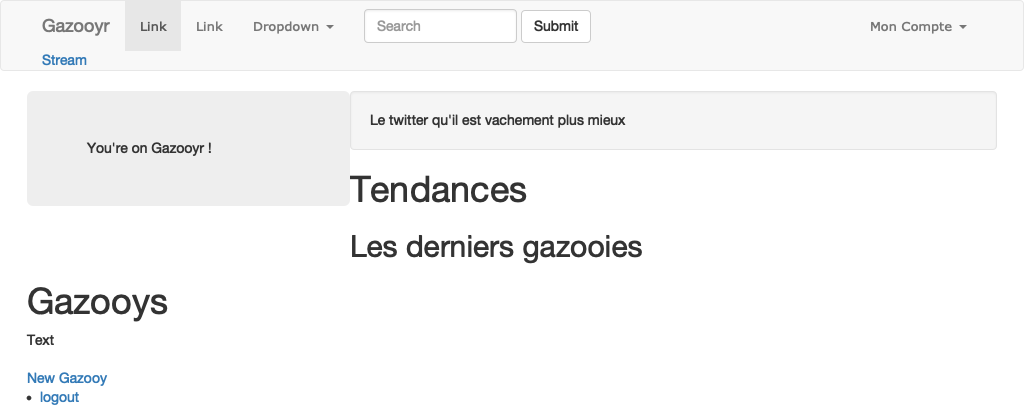 Gazooyr Link Link Dropdown Search Submit Mon Compte
Stream
Le twitter qu'il est vachement plus mieux
You're on Gazooyr !
Tendances
Les derniers gazooies
Gazooys
Text
New Gazooy
logout